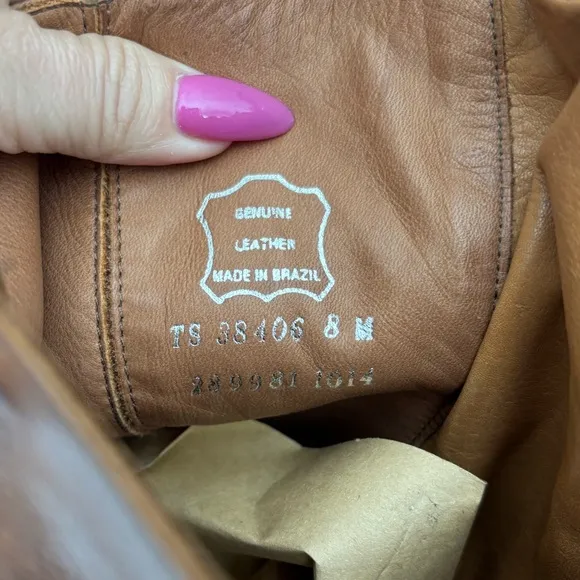 GENUINE
LEATHER
MADE IN BRAZIL
TS 38406 8 M
289981 1014